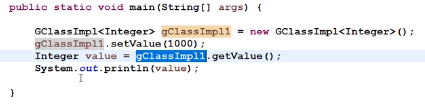 public static void main(String[] args) {
GClassImpl<Integer> gClassImpl1 = new GClassImpl<Integer>();
gClassImpl1.setValue(1000);
Integer value = gClassImpl1.getValue();
System.out.println(value);
}